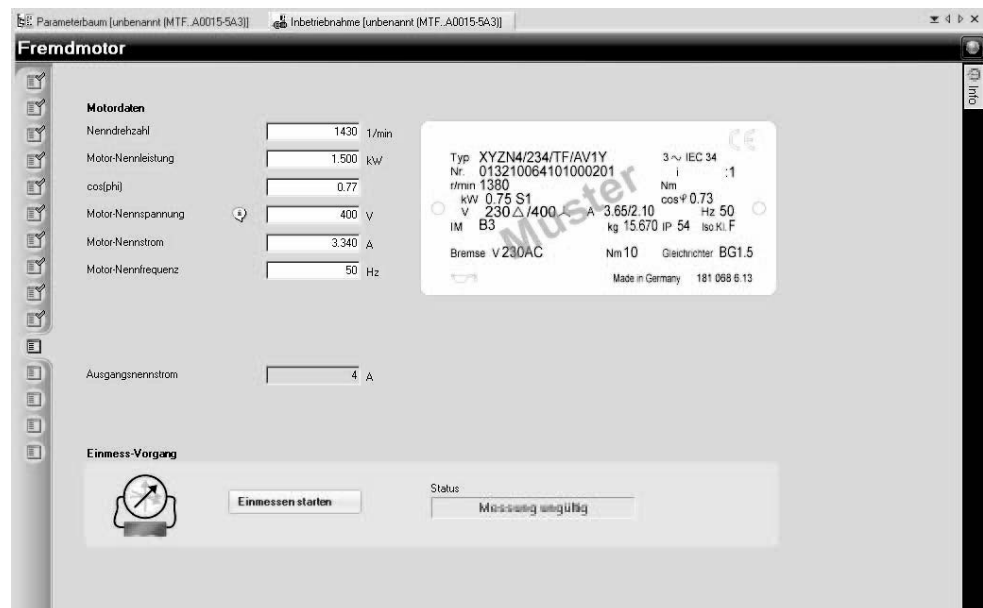 Parameterbaum [unbenannt (MTF..A0015-5A3)] Inbetriebnahme [unbenannt (MTF..A0015-5A3)]
Fremdmotor
Info
Motordaten
Nenndrehzahl 1430 1/min
Motor-Nennleistung 1.500 kW
cos(phi) 0.77
Motor-Nennspannung 400 V
Motor-Nennstrom 3.340 A
Motor-Nennfrequenz 50 Hz
Typ XYZN4/234/TF/AV1Y 3 ~ IEC 34
Nr. 013210064101000201 i :1
r/min 1380 Nm
kW 0.75 S1 cos φ 0.73
V 230 △ /400 ⅄ A 3.65/2.10 Hz 50
IM B3 kg 15.670 IP 54 Iso.Kl. F
Bremse V 230AC Nm 10 Gleichrichter BG1.5
Made in Germany 181 068 6.13
Muster
CE
Ausgangsnennstrom 4 A
Einmess-Vorgang
Einmessen starten
Status
Messung ungültig